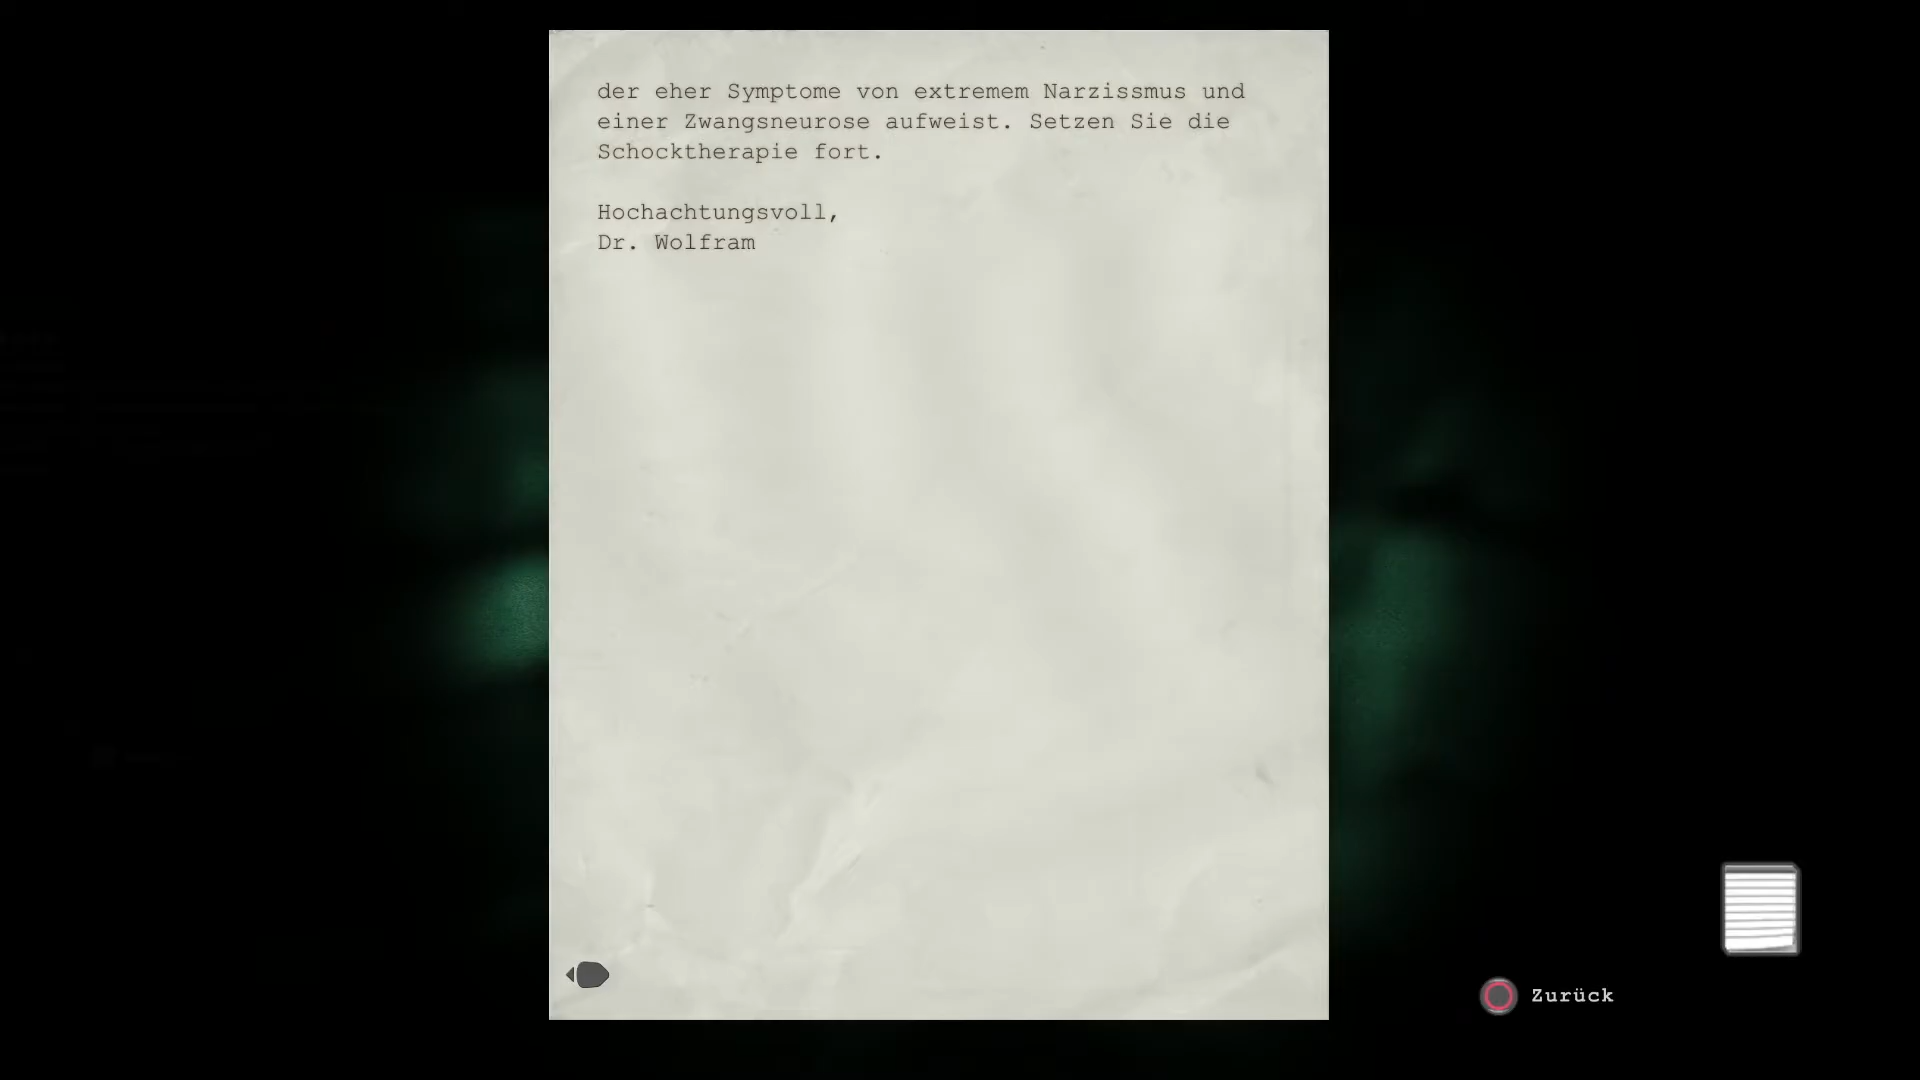 der eher Symptome von extremem Narzissmus und
einer Zwangsneurose aufweist. Setzen Sie die
Schocktherapie fort.
Hochachtungsvoll,
Dr. Wolfram
Zurück